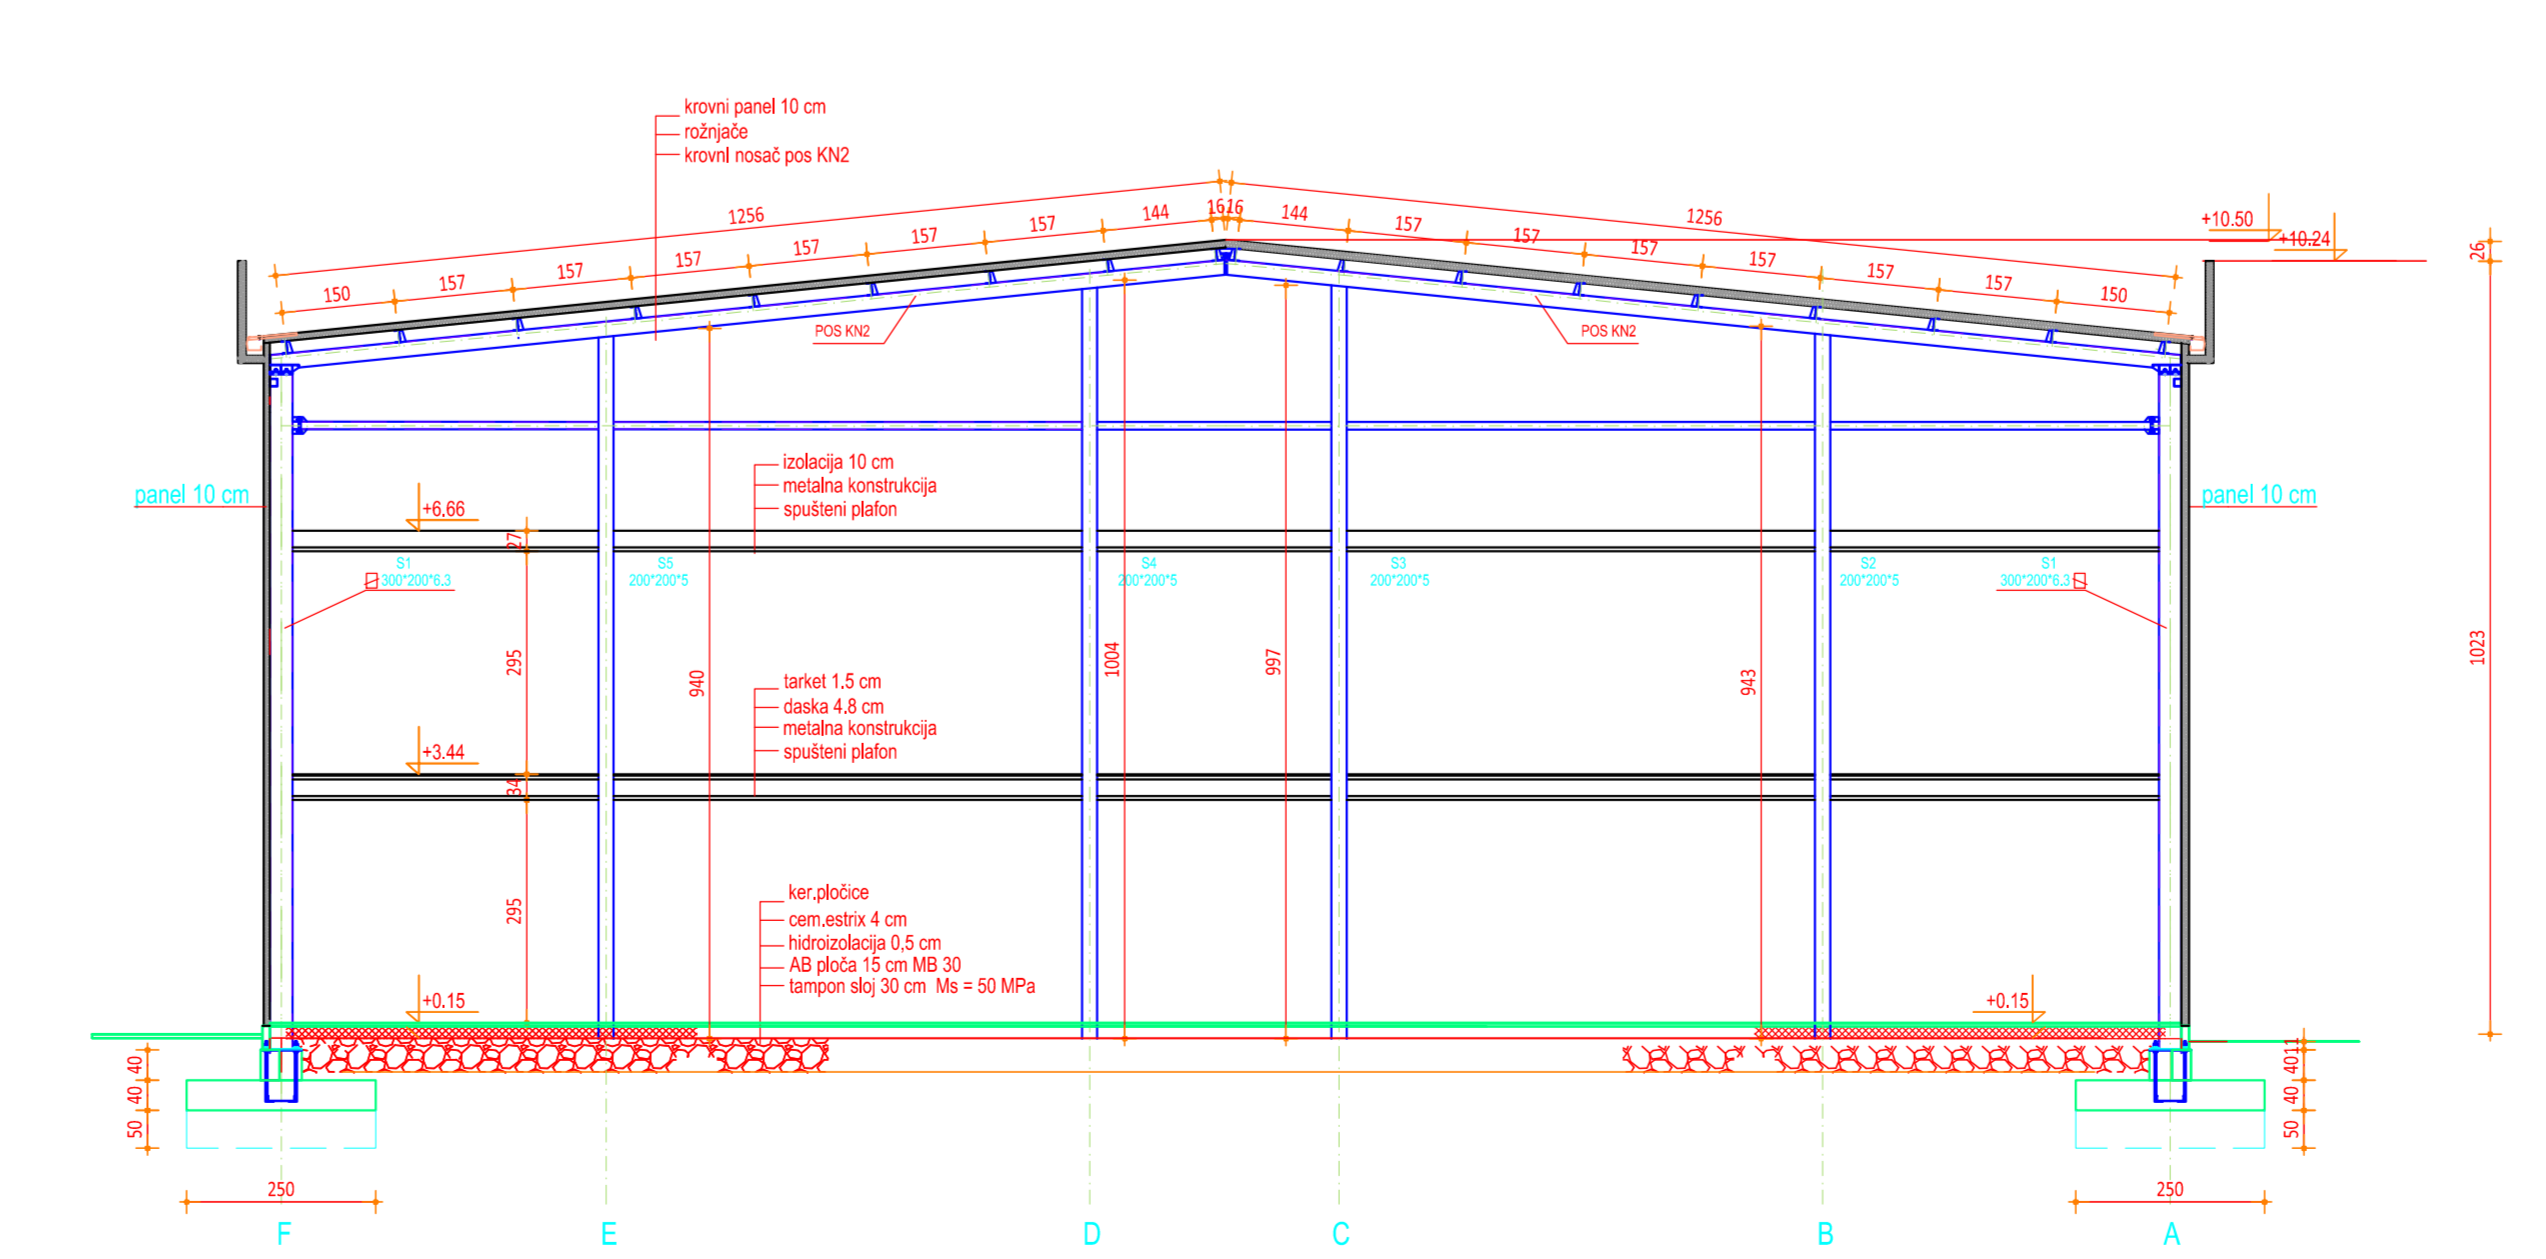 krovni panel 10 cm
rožnjače
krovnI nosač pos KN2
1256
1256
150
157
157
157
157
157
157
144
16
16
144
157
157
157
157
157
157
150
+10.50
+10.24
26
POS KN2
POS KN2
izolacija 10 cm
metalna konstrukcija
spušteni plafon
panel 10 cm
panel 10 cm
+6.66
27
S1
300*200*6.3
S5
200*200*5
S4
200*200*5
S3
200*200*5
S2
200*200*5
S1
300*200*6.3
295
940
1004
997
943
1023
tarket 1.5 cm
daska 4.8 cm
metalna konstrukcija
spušteni plafon
+3.44
34
295
ker.pločice
cem.estrix 4 cm
hidroizolacija 0,5 cm
AB ploča 15 cm MB 30
tampon sloj 30 cm Ms = 50 MPa
+0.15
+0.15
40
40
50
11
40
40
50
250
250
F
E
D
C
B
A